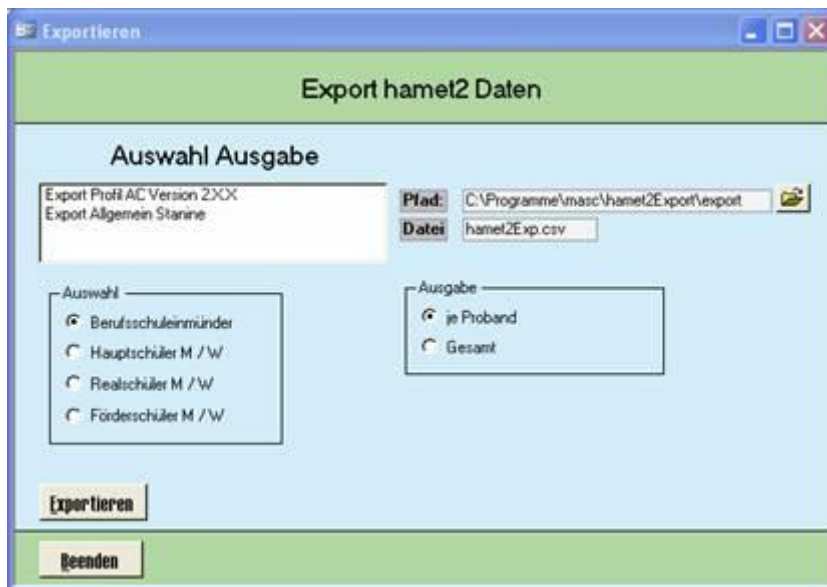 Exportieren
Export hamet2 Daten
Auswahl Ausgabe
Export Profil AC Version 2.X.X
Export Allgemein Stanine
Pfad: C:\Programme\masc\hamet2Export\export
Datei hamet2Exp.csv
Auswahl
Berufsschuleinmünder
Hauptschüler M / W
Realschüler M / W
Förderschüler M / W
Ausgabe
je Proband
Gesamt
Exportieren
Beenden